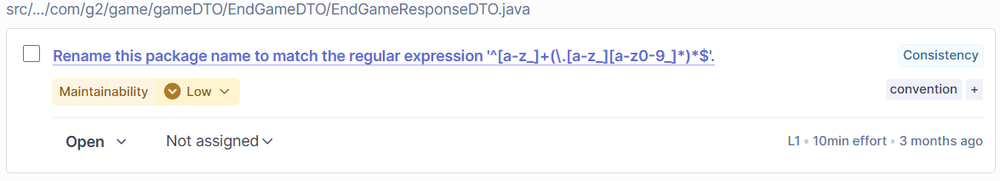 src/.../com/g2/game/gameDTO/EndGameDTO/EndGameResponseDTO.java
Rename this package name to match the regular expression '^[a-z_]+(\.[a-z_][a-z0-9_]*)*$'.
Consistency
Maintainability Low
convention +
Open Not assigned
L1 • 10min effort • 3 months ago